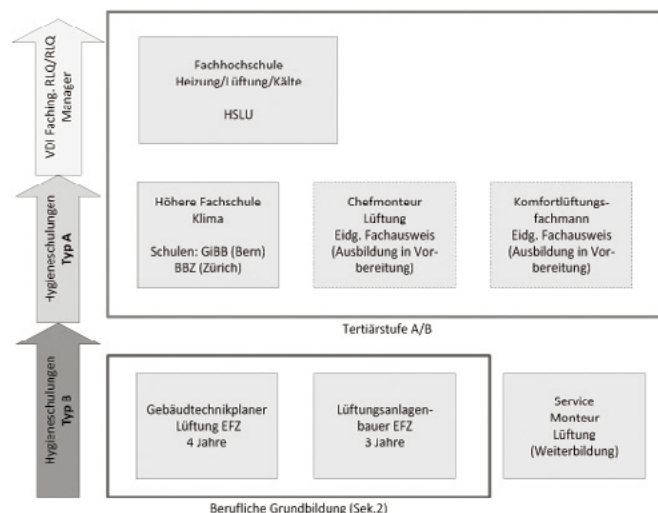 VDI Faching. RLQ/RLQ
Manager
Hygieneschulungen
Typ A
Hygieneschulungen
Typ B
Fachhochschule
Heizung/Lüftung/Kälte
HSLU
Höhere Fachschule
Klima
Schulen: GiBB (Bern)
BBZ (Zürich)
Chefmonteur
Lüftung
Eidg. Fachausweis
(Ausbildung in Vor-
bereitung)
Komfortlüftungs-
fachmann
Eidg. Fachausweis
(Ausbildung in Vor-
bereitung)
Tertiärstufe A/B
Gebäudtechnikplaner
Lüftung EFZ
4 Jahre
Lüftungsanlagen-
bauer EFZ
3 Jahre
Service
Monteur
Lüftung
(Weiterbildung)
Berufliche Grundbildung (Sek.2)